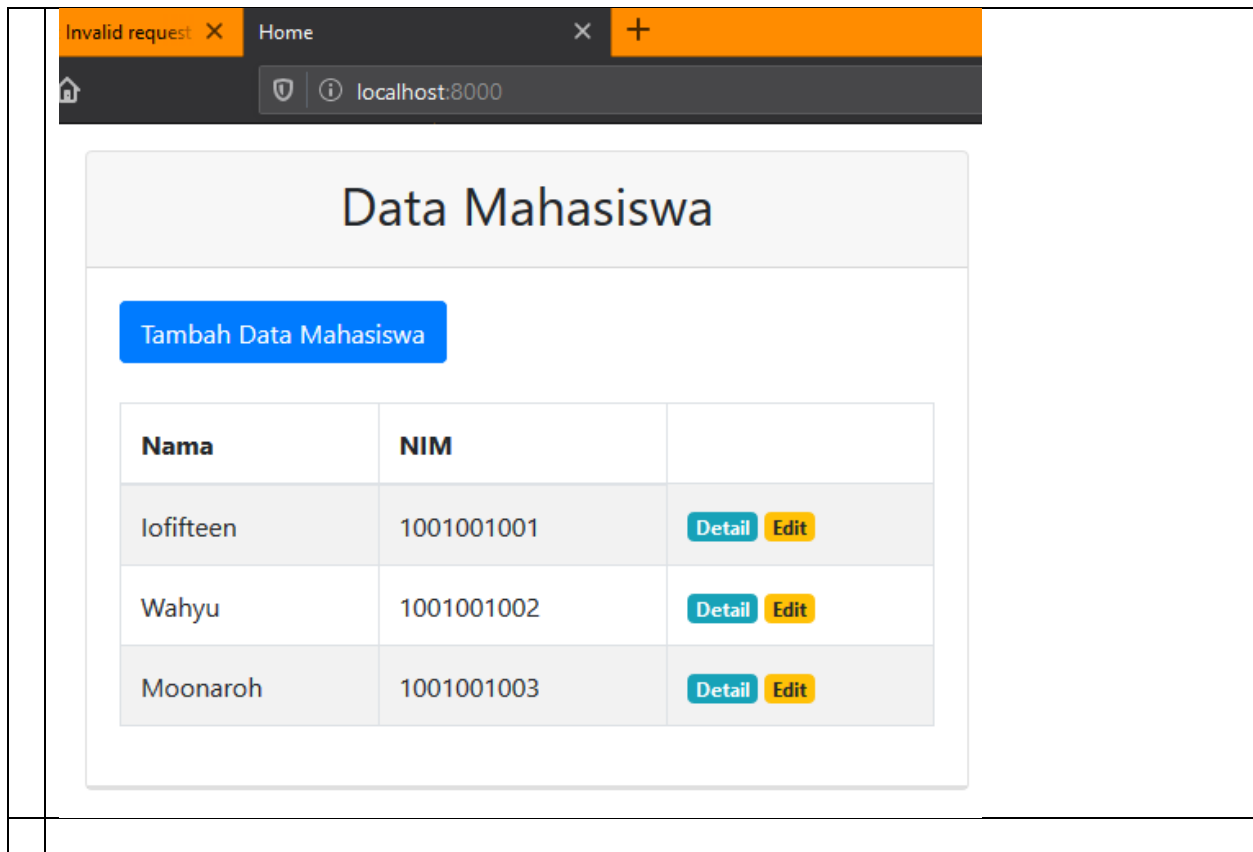 Invalid request
Home
localhost:8000
Data Mahasiswa
Tambah Data Mahasiswa
Nama NIM
Iofifteen 1001001001 Detail Edit
Wahyu 1001001002 Detail Edit
Moonaroh 1001001003 Detail Edit